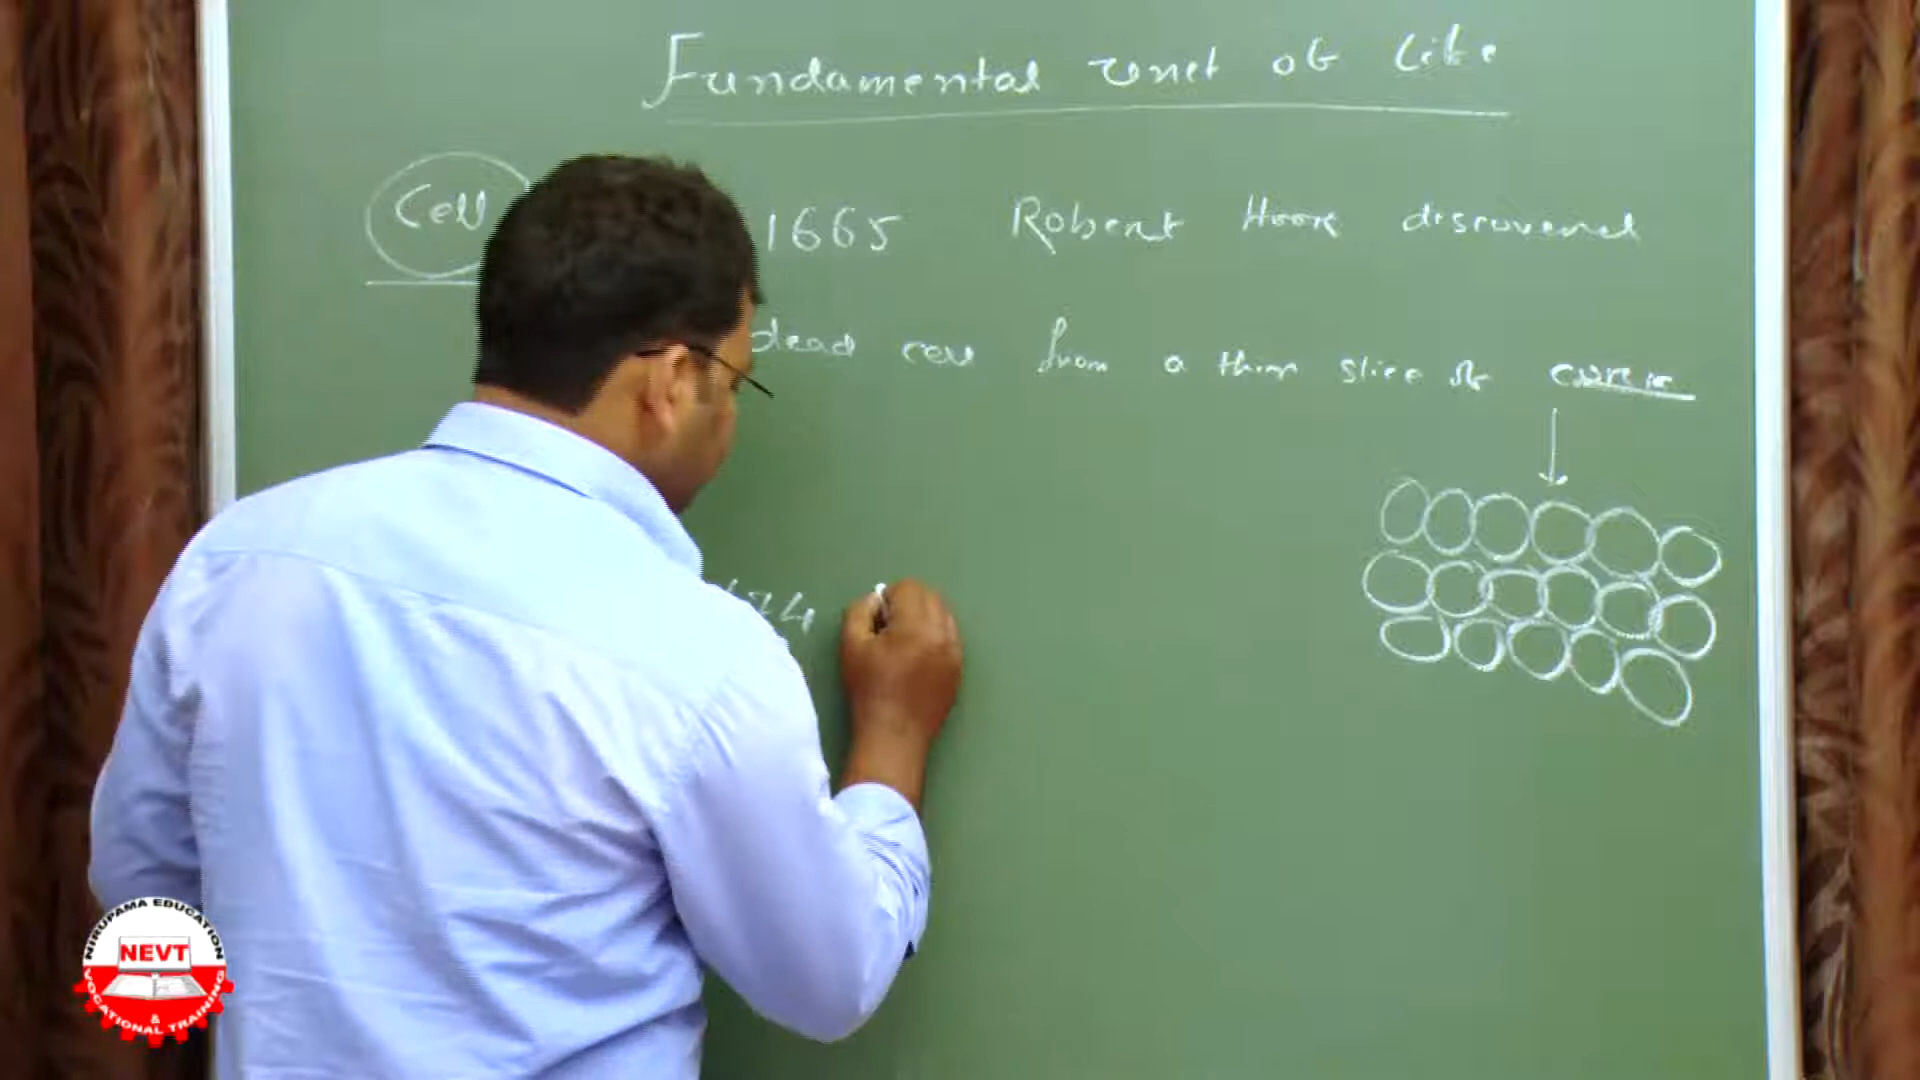 Fundamental unit of Life
Cell 1665 Robert Hook discovered
dead cell from a thin slice of
74
NIRUPAMA EDUCATION
NEVT
&
VOCATIONAL TRAINING